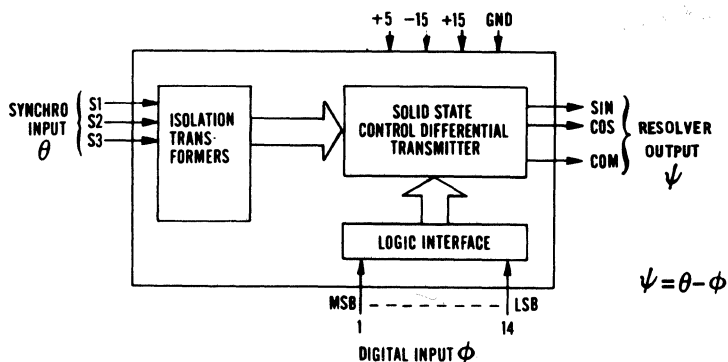 +5 -15 +15 GND
SYNCHRO
INPUT
θ
S1
S2
S3
ISOLATION
TRANS-
FORMERS
SOLID STATE
CONTROL DIFFERENTIAL
TRANSMITTER
SIN
COS
COM
RESOLVER
OUTPUT
ψ
LOGIC INTERFACE
MSB LSB
1 14
DIGITAL INPUT ϕ
ψ = θ - ϕ